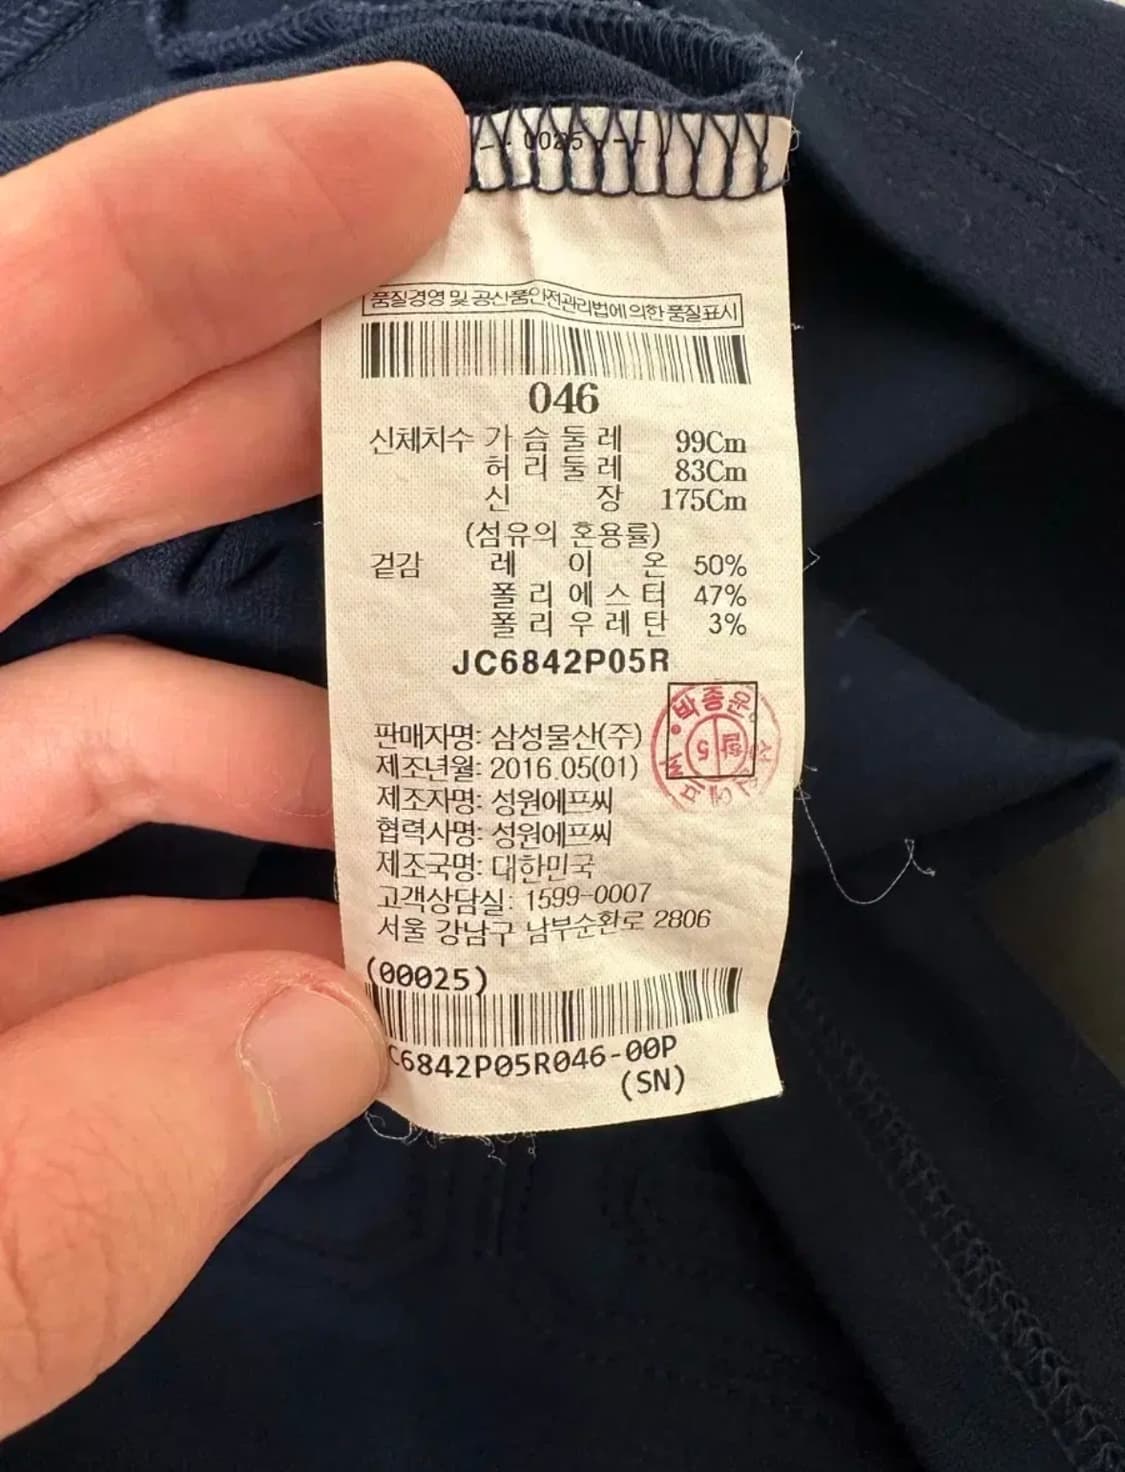 0025
품질경영 및 공산품안전관리법에 의한 품질표시
046
신체치수 가슴둘레 99Cm
허리둘레 83Cm
신장 175Cm
(섬유의 혼용률)
겉감 레이온 50%
폴리에스터 47%
폴리우레탄 3%
JC6842P05R
판매자명: 삼성물산(주)
제조년월: 2016.05(01)
제조자명: 성원에프씨
협력사명: 성원에프씨
제조국명: 대한민국
고객상담실: 1599-0007
서울 강남구 남부순환로 2806
(00025)
C6842P05R046-00P
(SN)